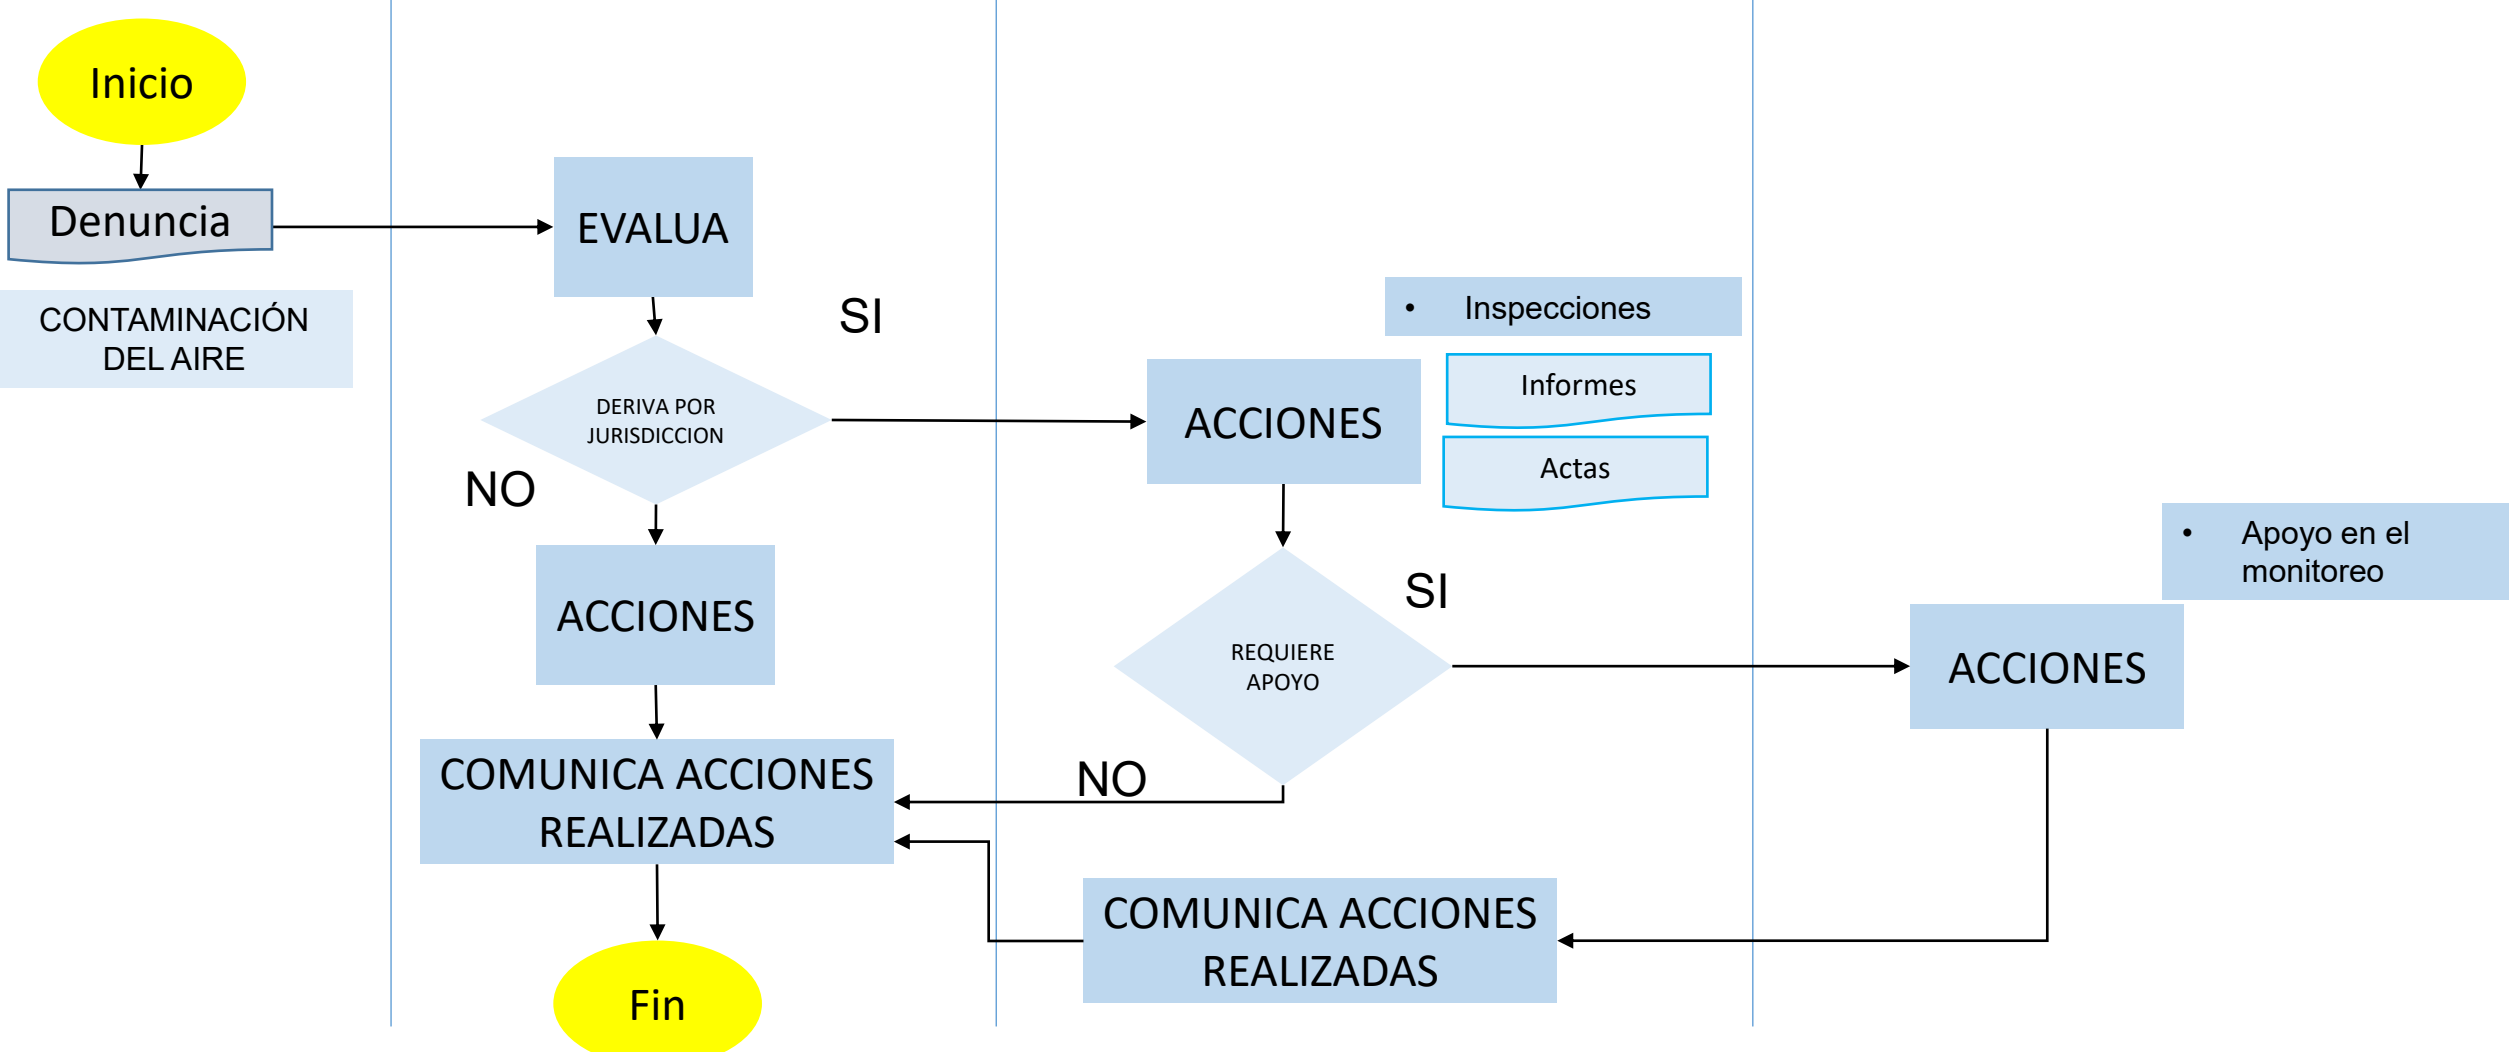 Inicio
Denuncia
CONTAMINACIÓN
DEL AIRE
EVALUA
SI
DERIVA POR
JURISDICCION
NO
ACCIONES
COMUNICA ACCIONES
REALIZADAS
Fin
• Inspecciones
Informes
Actas
ACCIONES
SI
REQUIERE
APOYO
NO
COMUNICA ACCIONES
REALIZADAS
• Apoyo en el
monitoreo
ACCIONES